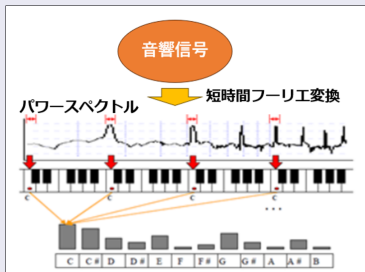 音響信号
短時間フーリエ変換
パワースペクトル
C C C C
...
C C# D D# E F F# G G# A A# B